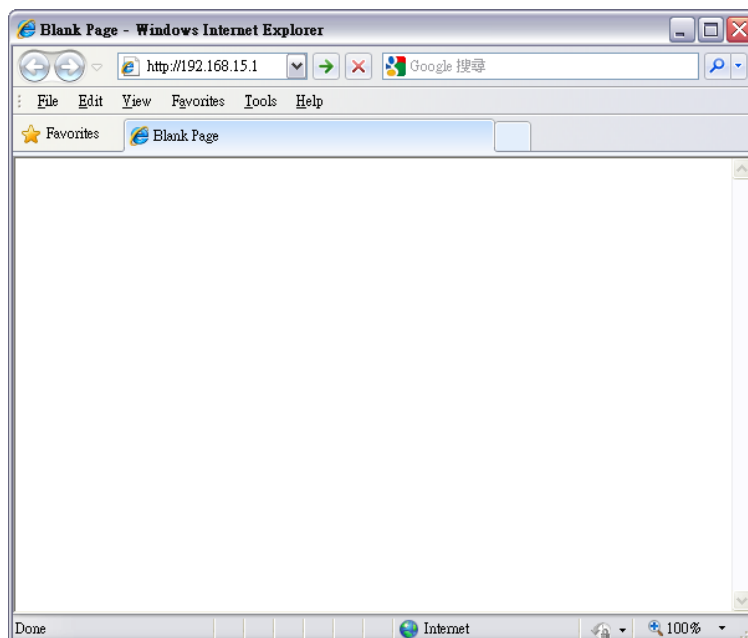 Blank Page - Windows Internet Explorer
http://192.168.15.1
Google 搜尋
File Edit View Favorites Tools Help
Favorites
Blank Page
Done
Internet
100%